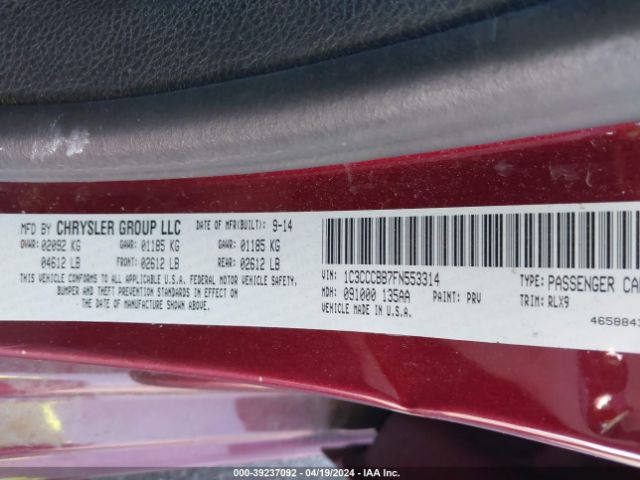 MFD BY CHRYSLER GROUP LLC DATE OF MFR(BUILT): 9-14
GVWR: 02092 KG GAWR: 01185 KG GAWR: 01185 KG
04612 LB FRONT: 02612 LB REAR: 02612 LB
THIS VEHICLE CONFORMS TO ALL APPLICABLE U.S. FEDERAL MOTOR VEHICLE SAFETY,
BUMPER AND THEFT PREVENTION STANDARDS IN EFFECT ON
THE DATE OF MANUFACTURE SHOWN ABOVE.
VIN: 1C3CCCBB7FN553314 TYPE: PASSENGER CAR
MDH: 091000 135AA PAINT: PRV TRIM: RLX9
VEHICLE MADE IN U.S.A.
4658843
000-39237092 - 04/19/2024 - IAA Inc.